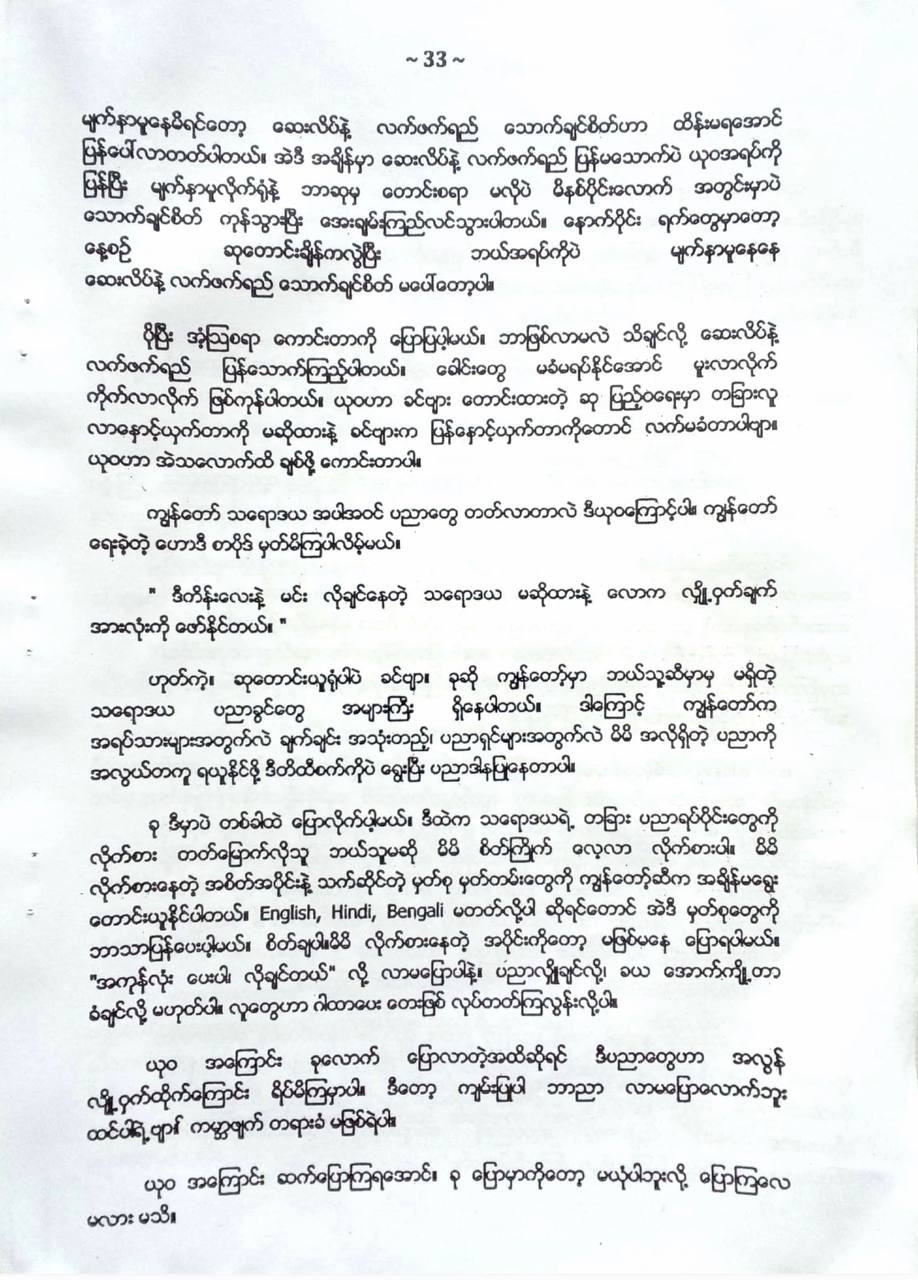 ~ 33 ~
မျက်နှာမူနေမိရင်တော့ ဆေးလိပ်နဲ့ လက်ဖက်ရည် သောက်ချင်စိတ်ဟာ ထိန်းမရအောင်
ပြန်ပေါ်လာတတ်ပါတယ်။ အဲဒီ အချိန်မှာ ဆေးလိပ်နဲ့ လက်ဖက်ရည် ပြန်မသောက်ပဲ ယုဝအရပ်ကို
ပြန်ပြီး မျက်နှာမူလိုက်ရုံနဲ့ ဘာဆုမှ တောင်းစရာ မလိုပဲ မိနစ်ပိုင်းလောက် အတွင်းမှာပဲ
သောက်ချင်စိတ် ကုန်သွားပြီး အေးချမ်းကြည်လင်သွားပါတယ်။ နောက်ပိုင်း ရက်တွေမှာတော့
နေ့စဉ် ဆုတောင်းချိန်ကလွဲပြီး ဘယ်အရပ်ကိုပဲ မျက်နှာမူနေနေ
ဆေးလိပ်နဲ့ လက်ဖက်ရည် သောက်ချင်စိတ် မပေါ်တော့ပါ။
ပိုပြီး အံ့သြစရာ ကောင်းတာကို ပြောပြပါ့မယ်။ ဘာဖြစ်လာမလဲ သိချင်လို့ ဆေးလိပ်နဲ့
လက်ဖက်ရည် ပြန်သောက်ကြည့်ပါတယ်။ ခေါင်းတွေ မခံမရပ်နိုင်အောင် မူးလာလိုက်
ကိုက်လာလိုက် ဖြစ်ကုန်ပါတယ်။ ယုဝဟာ ခင်ဗျား တောင်းထားတဲ့ ဆု ပြည့်ဝရေးမှာ တခြားလူ
လာနှောင့်ယှက်တာကို မဆိုထားနဲ့ ခင်ဗျားက ပြန်နှောင့်ယှက်တာကိုတောင် လက်မခံတာပါဗျာ။
ယုဝဟာ အဲသလောက်ထိ ချစ်ဖို့ ကောင်းတာပါ။
ကျွန်တော် သရောဒယ အပါအဝင် ပညာတွေ တတ်လာတာလဲ ဒီယုဝကြောင့်ပါ။ ကျွန်တော်
ရေးခဲ့တဲ့ ဟောဒီ စာပိုဒ် မှတ်မိကြပါလိမ့်မယ်။
" ဒီကိန်းလေးနဲ့ မင်း လိုချင်နေတဲ့ သရောဒယ မဆိုထားနဲ့ လောက လျှို့ဝှက်ချက်
အားလုံးကို ဖော်နိုင်တယ်။ "
ဟုတ်ကဲ့။ ဆုတောင်းယူရုံပါပဲ ခင်ဗျာ။ ခုဆို ကျွန်တော့်မှာ ဘယ်သူ့ဆီမှာမှ မရှိတဲ့
သရောဒယ ပညာခွင်တွေ အများကြီး ရှိနေပါတယ်။ ဒါကြောင့် ကျွန်တော်က
အရပ်သားများအတွက်လဲ ချက်ချင်း အသုံးတည့်၊ ပညာရှင်များအတွက်လဲ မိမိ အလိုရှိတဲ့ ပညာကို
အလွယ်တကူ ရယူနိုင်ဖို့ ဒီတိထီစက်ကိုပဲ ရွေးပြီး ပညာဒါနပြုနေတာပါ။
ခု ဒီမှာပဲ တစ်ခါထဲ ပြောလိုက်ပါ့မယ်။ ဒီထဲက သရောဒယရဲ့ တခြား ပညာရပ်ပိုင်းတွေကို
လိုက်စား တတ်မြောက်လိုသူ ဘယ်သူမဆို မိမိ စိတ်ကြိုက် လေ့လာ လိုက်စားပါ။ မိမိ
လိုက်စားနေတဲ့ အစိတ်အပိုင်းနဲ့ သက်ဆိုင်တဲ့ မှတ်စု မှတ်တမ်းတွေကို ကျွန်တော့်ဆီက အချိန်မရွေး
တောင်းယူနိုင်ပါတယ်။ English, Hindi, Bengali မတတ်လို့ပါ ဆိုရင်တောင် အဲဒီ မှတ်စုတွေကို
ဘာသာပြန်ပေးပါ့မယ်။ စိတ်ချပါ။မိမိ လိုက်စားနေတဲ့ အပိုင်းကိုတော့ မဖြစ်မနေ ပြောရပါမယ်။
"အကုန်လုံး ပေးပါ၊ လိုချင်တယ်" လို့ လာမပြောပါနဲ့။ ပညာလျှိုချင်လို့၊ ခယ အောက်ကျို့တာ
ခံချင်လို့ မဟုတ်ပါ။ လူတွေဟာ ဂါထာပေး တေးဖြစ် လုပ်တတ်ကြလွန်းလို့ပါ။
ယုဝ အကြောင်း ခုလောက် ပြောလာတဲ့အထိဆိုရင် ဒီပညာတွေဟာ အလွန်
လျှို့ဝှက်ထိုက်ကြောင်း ရိပ်မိကြမှာပါ။ ဒီတော့ ကျမ်းပြုပါ ဘာညာ လာမပြောလောက်ဘူး
ထင်ပါရဲ့ဗျာ၊ ကမ္ဘာဖျက် တရားခံ မဖြစ်ရဲပါ။
ယုဝ အကြောင်း ဆက်ပြောကြရအောင်။ ခု ပြောမှာကိုတော့ မယုံပါဘူးလို့ ပြောကြလေ
မလား မသိ။